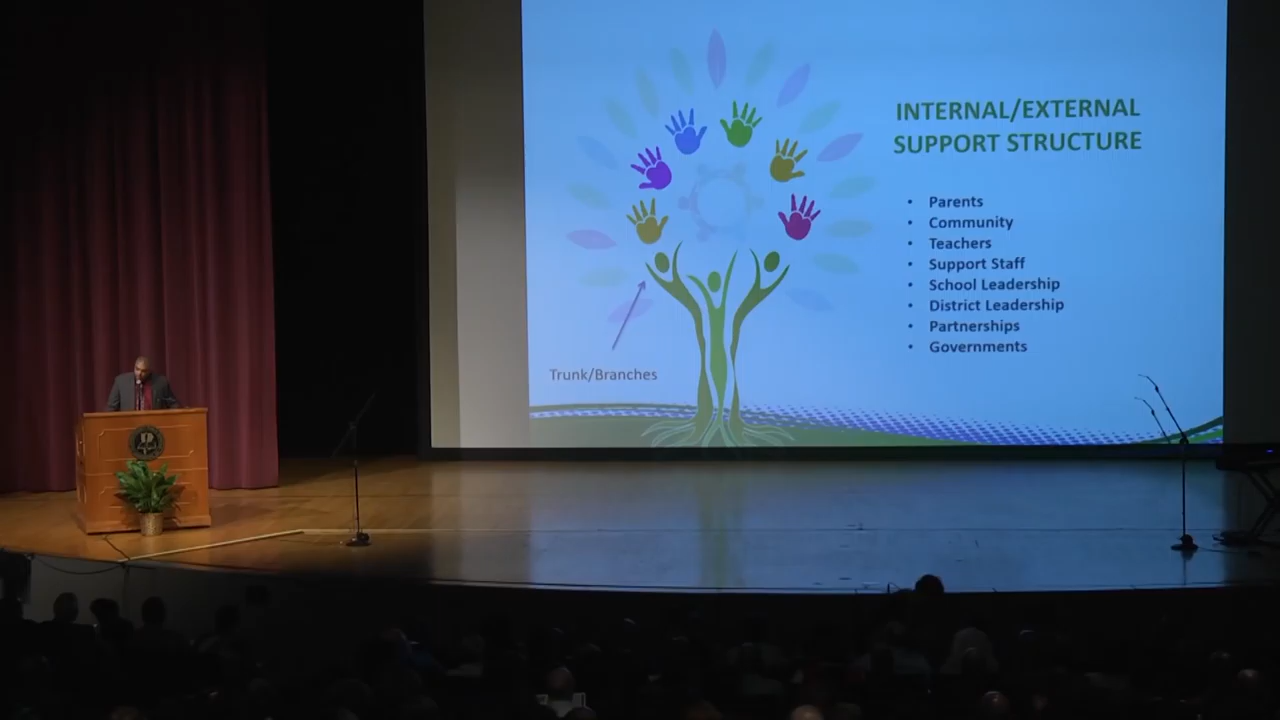 INTERNAL/EXTERNAL
SUPPORT STRUCTURE
• Parents
• Community
• Teachers
• Support Staff
• School Leadership
• District Leadership
• Partnerships
• Governments
Trunk/Branches